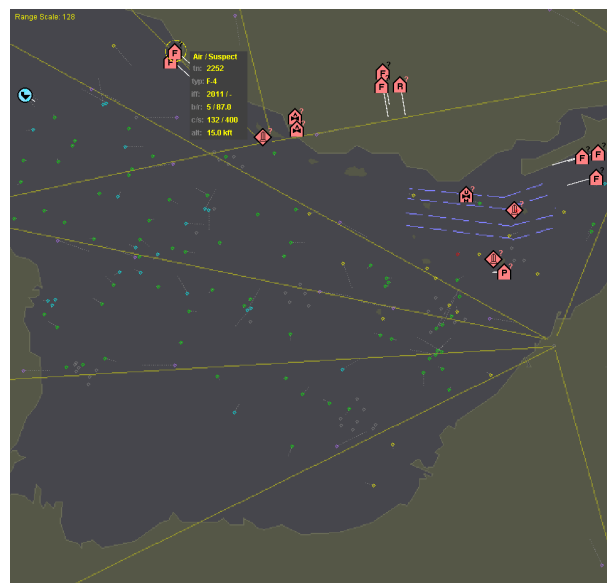 Range Scale: 128
Air / Suspect
tn: 2252
typ: F-4
iff: 2011 / -
b/r: 5 / 87.0
c/s: 132 / 400
alt: 15.0 kft
F ?
F
F ?
F
R ?
?
?
?
F ?
F ?
F ?
?
?
?
P